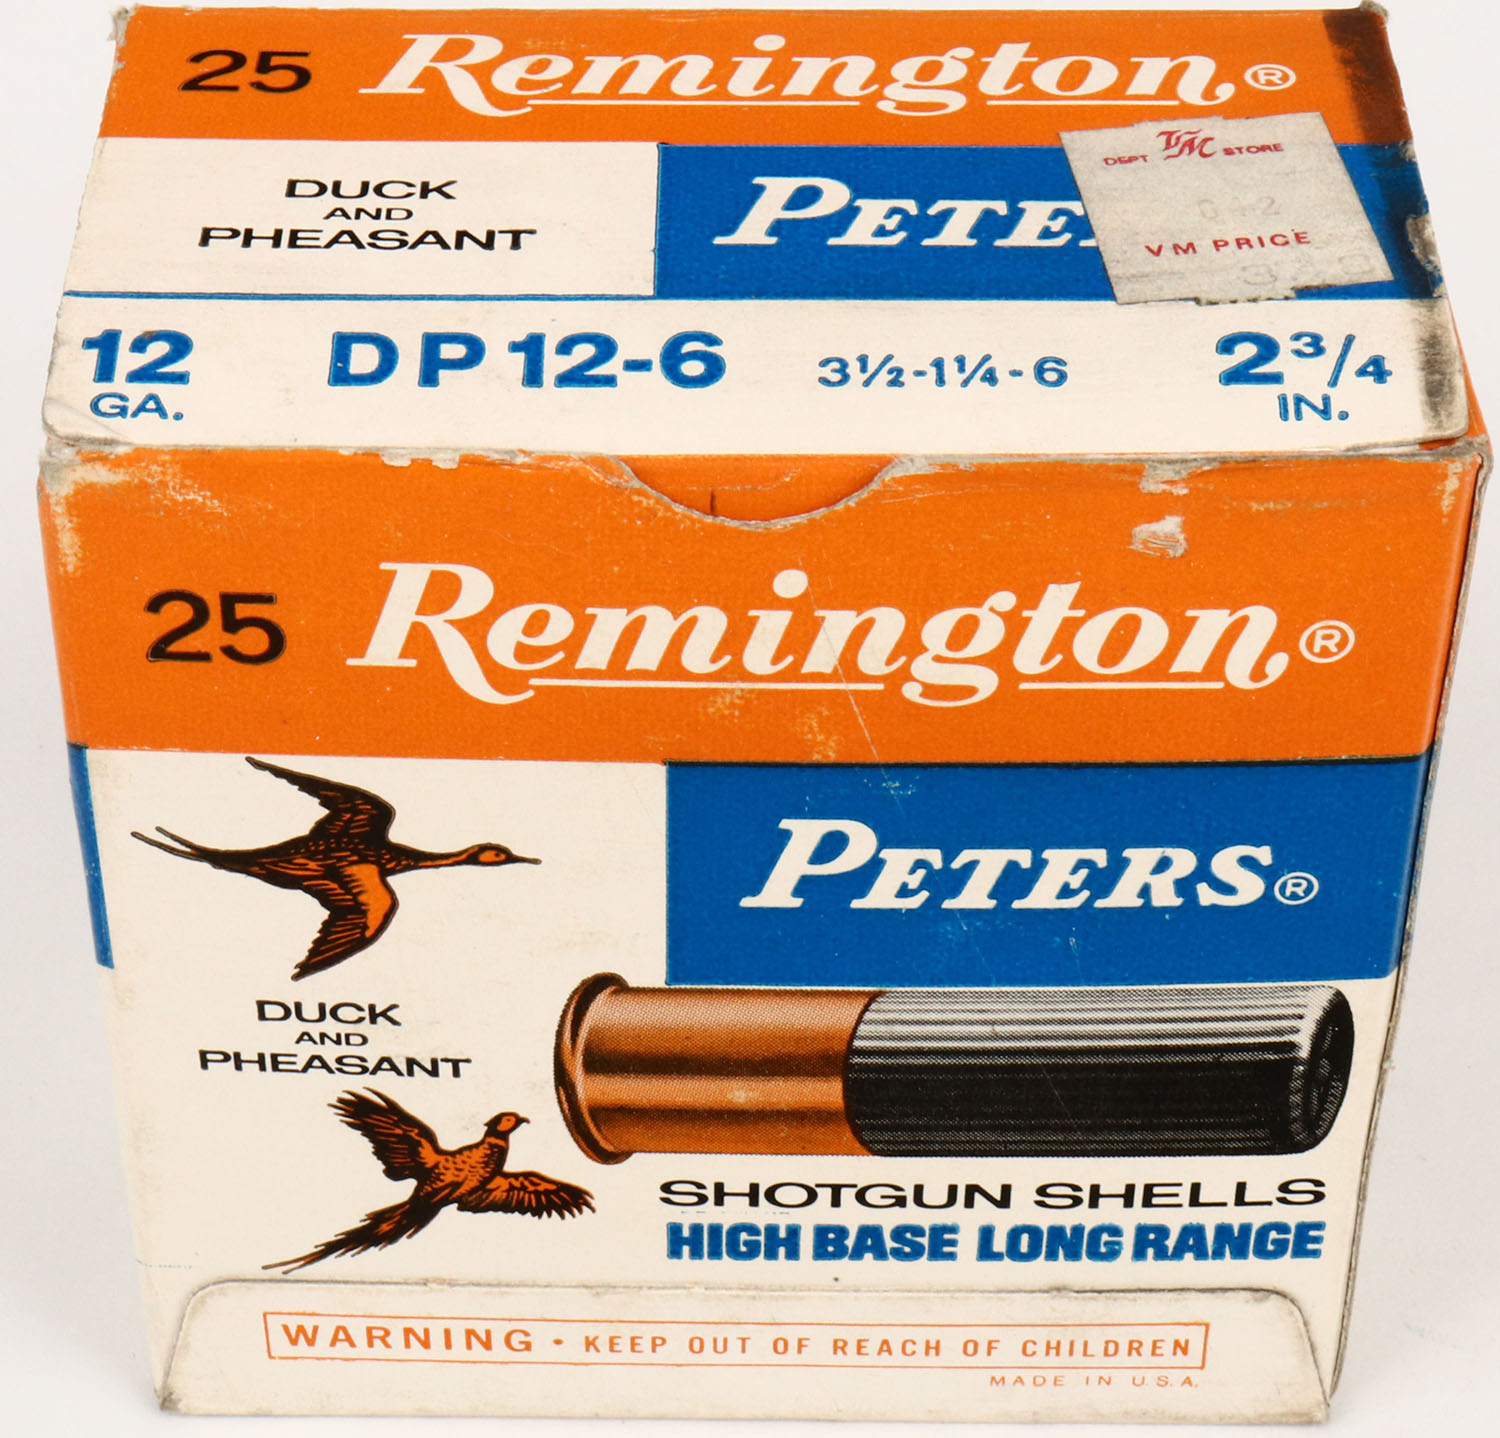 25 Remington®
DUCK
AND
PHEASANT
PETE
DEPT VM STORE
VM PRICE
12
GA.
DP12-6
3½-1¼-6
2¾
IN.
25 Remington®
PETERS®
DUCK
AND
PHEASANT
SHOTGUN SHELLS
HIGH BASE LONG RANGE
WARNING • KEEP OUT OF REACH OF CHILDREN
MADE IN U.S.A.